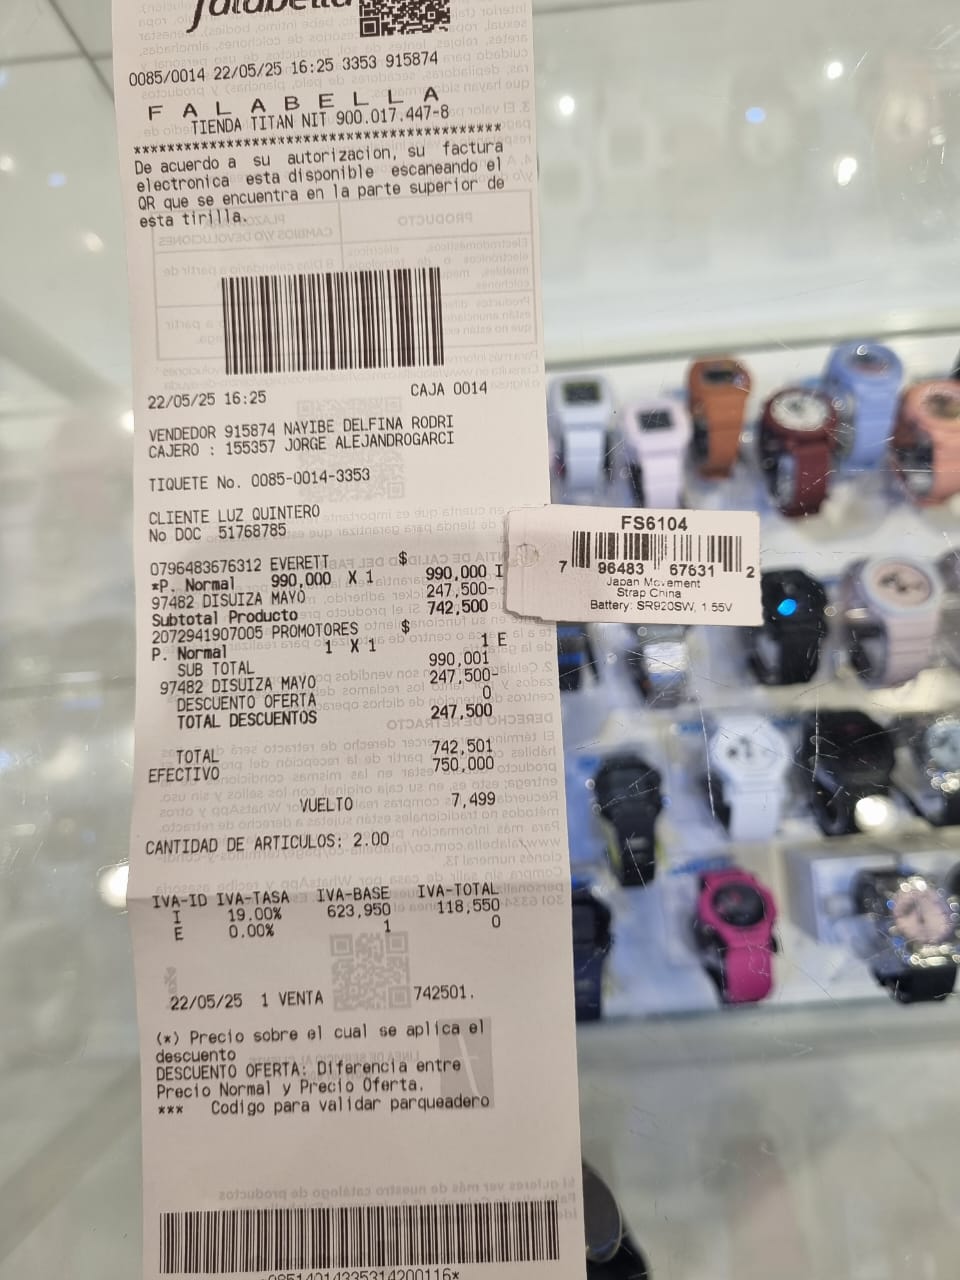 falabella
0085/0014 22/05/25 16:25 3353 915874
F A L A B E L L A
TIENDA TITAN NIT 900.017.447-8
****************************************
De acuerdo a su autorizacion, su factura
electronica esta disponible escaneando el
QR que se encuentra en la parte superior de
esta tirilla.
22/05/25 16:25 CAJA 0014
VENDEDOR 915874 NAYIBE DELFINA RODRI
CAJERO : 155357 JORGE ALEJANDROGARCI
TIQUETE No. 0085-0014-3353
CLIENTE LUZ QUINTERO
No DOC 51768785
0796483676312 EVERETT $
*P. Normal 990,000 X 1 990,000 I
97482 DISUIZA MAYO 247,500-
Subtotal Producto 742,500
2072941907005 PROMOTORES $
P. Normal 1 X 1 1 E
SUB TOTAL 990,001
97482 DISUIZA MAYO 247,500-
DESCUENTO OFERTA 0
TOTAL DESCUENTOS 247,500
TOTAL 742,501
EFECTIVO 750,000
VUELTO 7,499
CANTIDAD DE ARTICULOS: 2.00
IVA-ID IVA-TASA IVA-BASE IVA-TOTAL
I 19.00% 623,950 118,550
E 0.00% 1 0
22/05/25 1 VENTA 742501.
(*) Precio sobre el cual se aplica el
descuento
DESCUENTO OFERTA: Diferencia entre
Precio Normal y Precio Oferta.
*** Codigo para validar parqueadero
FS6104
7 96483 67631 2
Japan Movement
Strap China
Battery: SR920SW, 1.55V